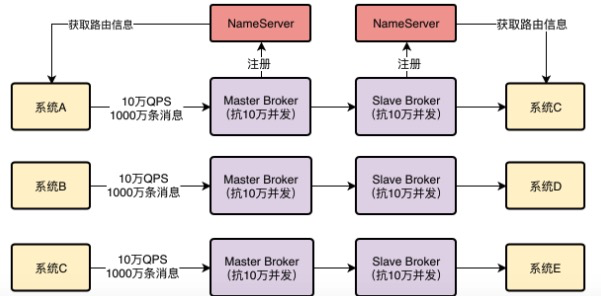 NameServer
NameServer
获取路由信息
获取路由信息
注册
注册
系统A
10万QPS
1000万条消息
Master Broker
（抗10万并发）
Slave Broker
（抗10万并发）
系统C
系统B
10万QPS
1000万条消息
Master Broker
（抗10万并发）
Slave Broker
（抗10万并发）
系统D
系统C
10万QPS
1000万条消息
Master Broker
（抗10万并发）
Slave Broker
（抗10万并发）
系统E